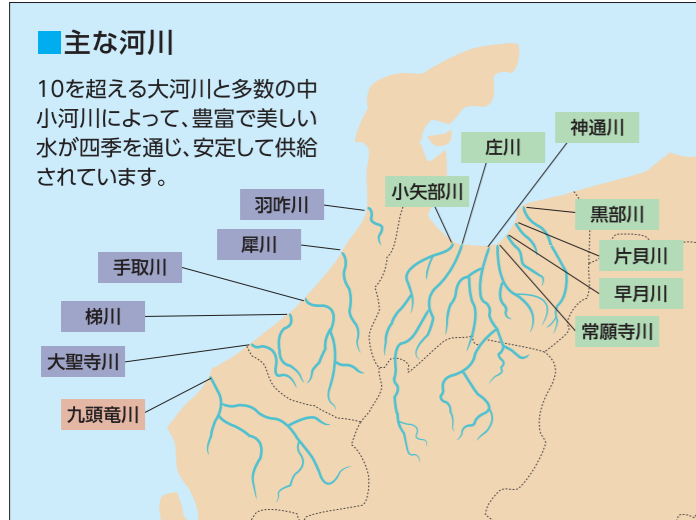 ■主な河川
10を超える大河川と多数の中
小河川によって、豊富で美しい
水が四季を通じ、安定して供給
されています。
神通川
庄川
小矢部川
羽咋川
黒部川
犀川
片貝川
手取川
早月川
梯川
常願寺川
大聖寺川
九頭竜川